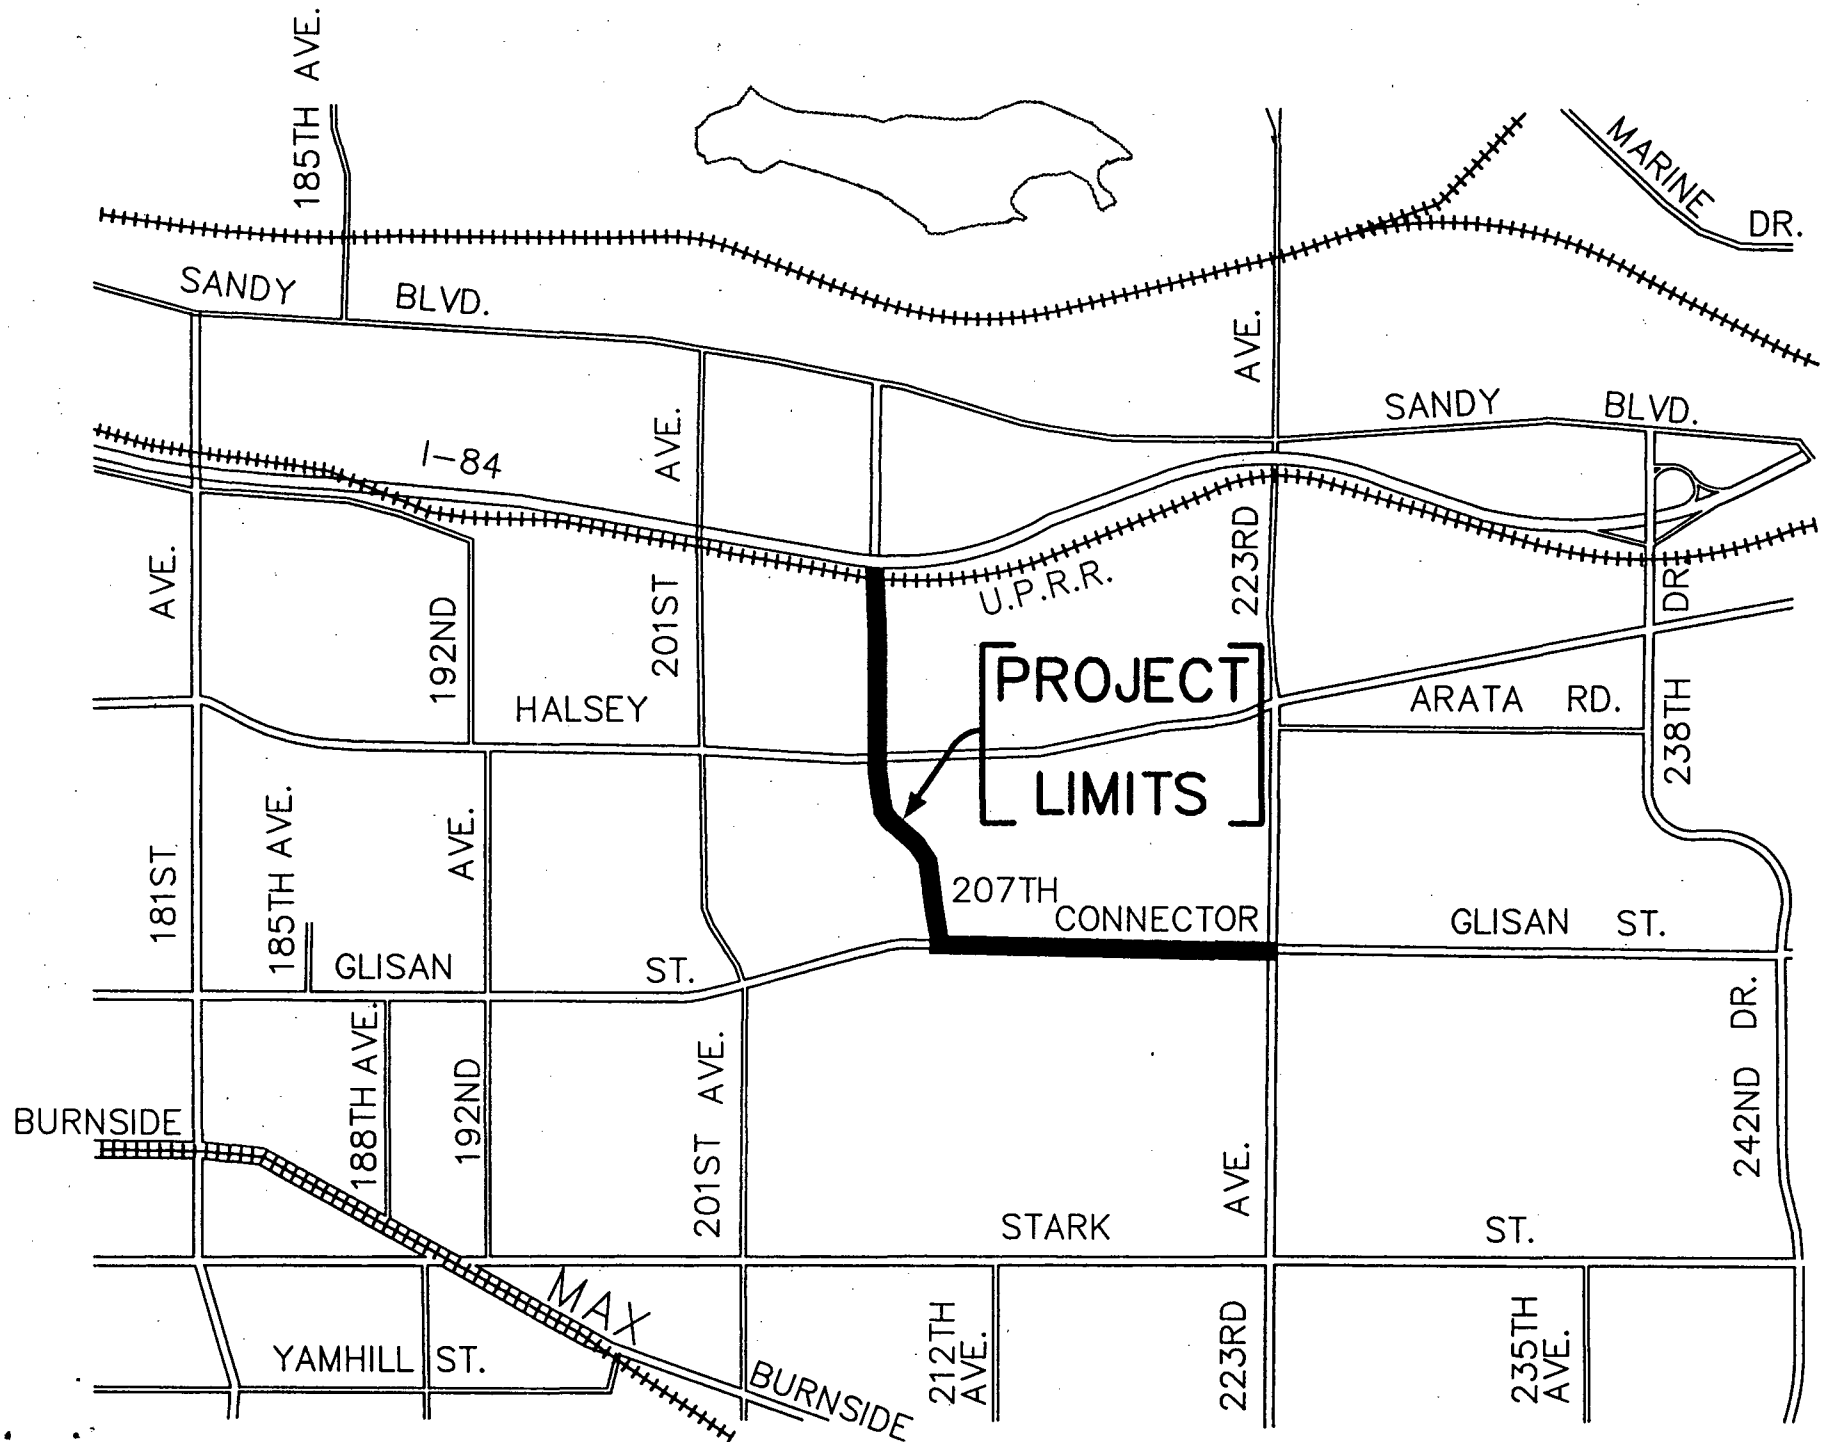 185TH AVE.
MARINE
DR.
SANDY
BLVD.
AVE.
SANDY
BLVD.
AVE.
I-84
AVE.
223RD
U.P.R.R.
DR.
192ND
201ST
PROJECT
LIMITS
HALSEY
ARATA RD.
238TH
185TH AVE.
AVE.
181ST
207TH
CONNECTOR
GLISAN ST.
GLISAN
ST.
188TH AVE.
192ND
201ST AVE.
242ND DR.
BURNSIDE
AVE.
STARK
ST.
MAX
YAMHILL ST.
BURNSIDE
212TH
AVE.
223RD
235TH
AVE.